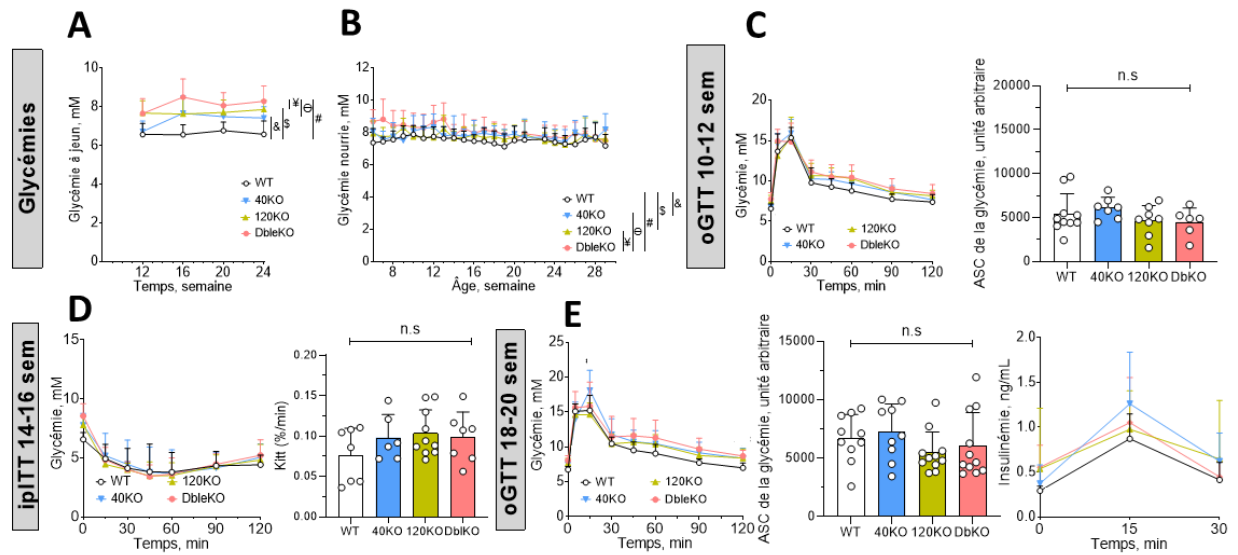 A
B
C
Glycémies
Glycémie à jeun, mM
10
8
6
4
2
0
12
16
20
24
Temps, semaine
WT
40KO
120KO
DbleKO
&
$
¥
Θ
#
Glycémie nourrie, mM
12
10
8
6
4
2
0
8
12
16
20
24
28
Âge, semaine
WT
40KO
120KO
DbleKO
¥
Θ
#
$
&
oGTT 10-12 sem
Glycémie, mM
20
15
10
5
0
30
60
90
120
Temps, min
WT
120KO
40KO
DbleKO
ASC de la glycémie, unité arbitraire
20000
15000
10000
5000
0
n.s
WT
40KO
120KO
DbKO
D
E
ipITT 14-16 sem
Glycémie, mM
15
10
5
0
0
30
60
90
120
Temps, min
WT
120KO
40KO
DbleKO
Kitt (%/min)
0.20
0.15
0.10
0.05
0.00
n.s
WT
40KO
120KO
DblKO
oGTT 18-20 sem
Glycémie, mM
25
20
15
10
5
0
0
30
60
90
120
Temps, min
WT
120KO
40KO
DbleKO
ASC de la glycémie, unité arbitraire
15000
10000
5000
0
n.s
WT
40KO
120KO
DbKO
Insulinémie, ng/mL
2.0
1.5
1.0
0.5
0.0
0
15
30
Temps, min